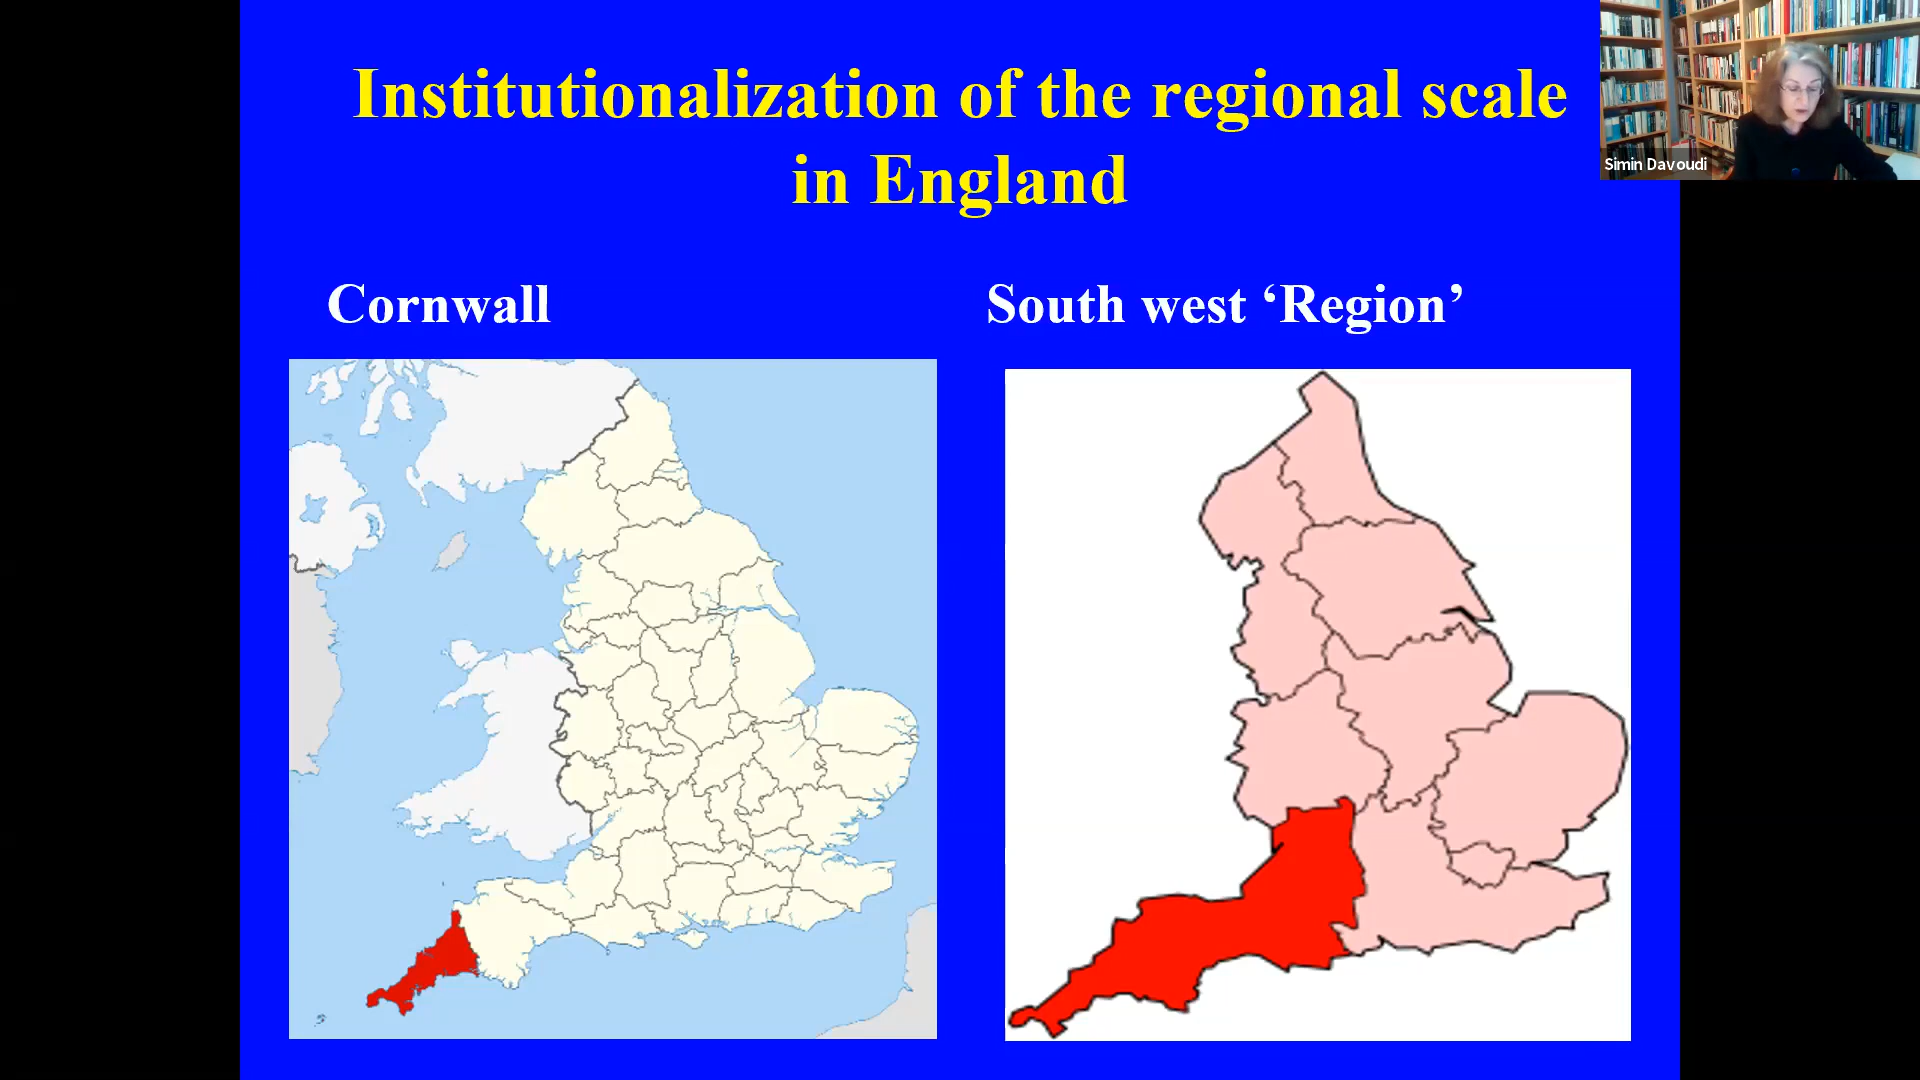 Institutionalization of the regional scale
in England
Simin Davoudi
Cornwall
South west ‘Region’